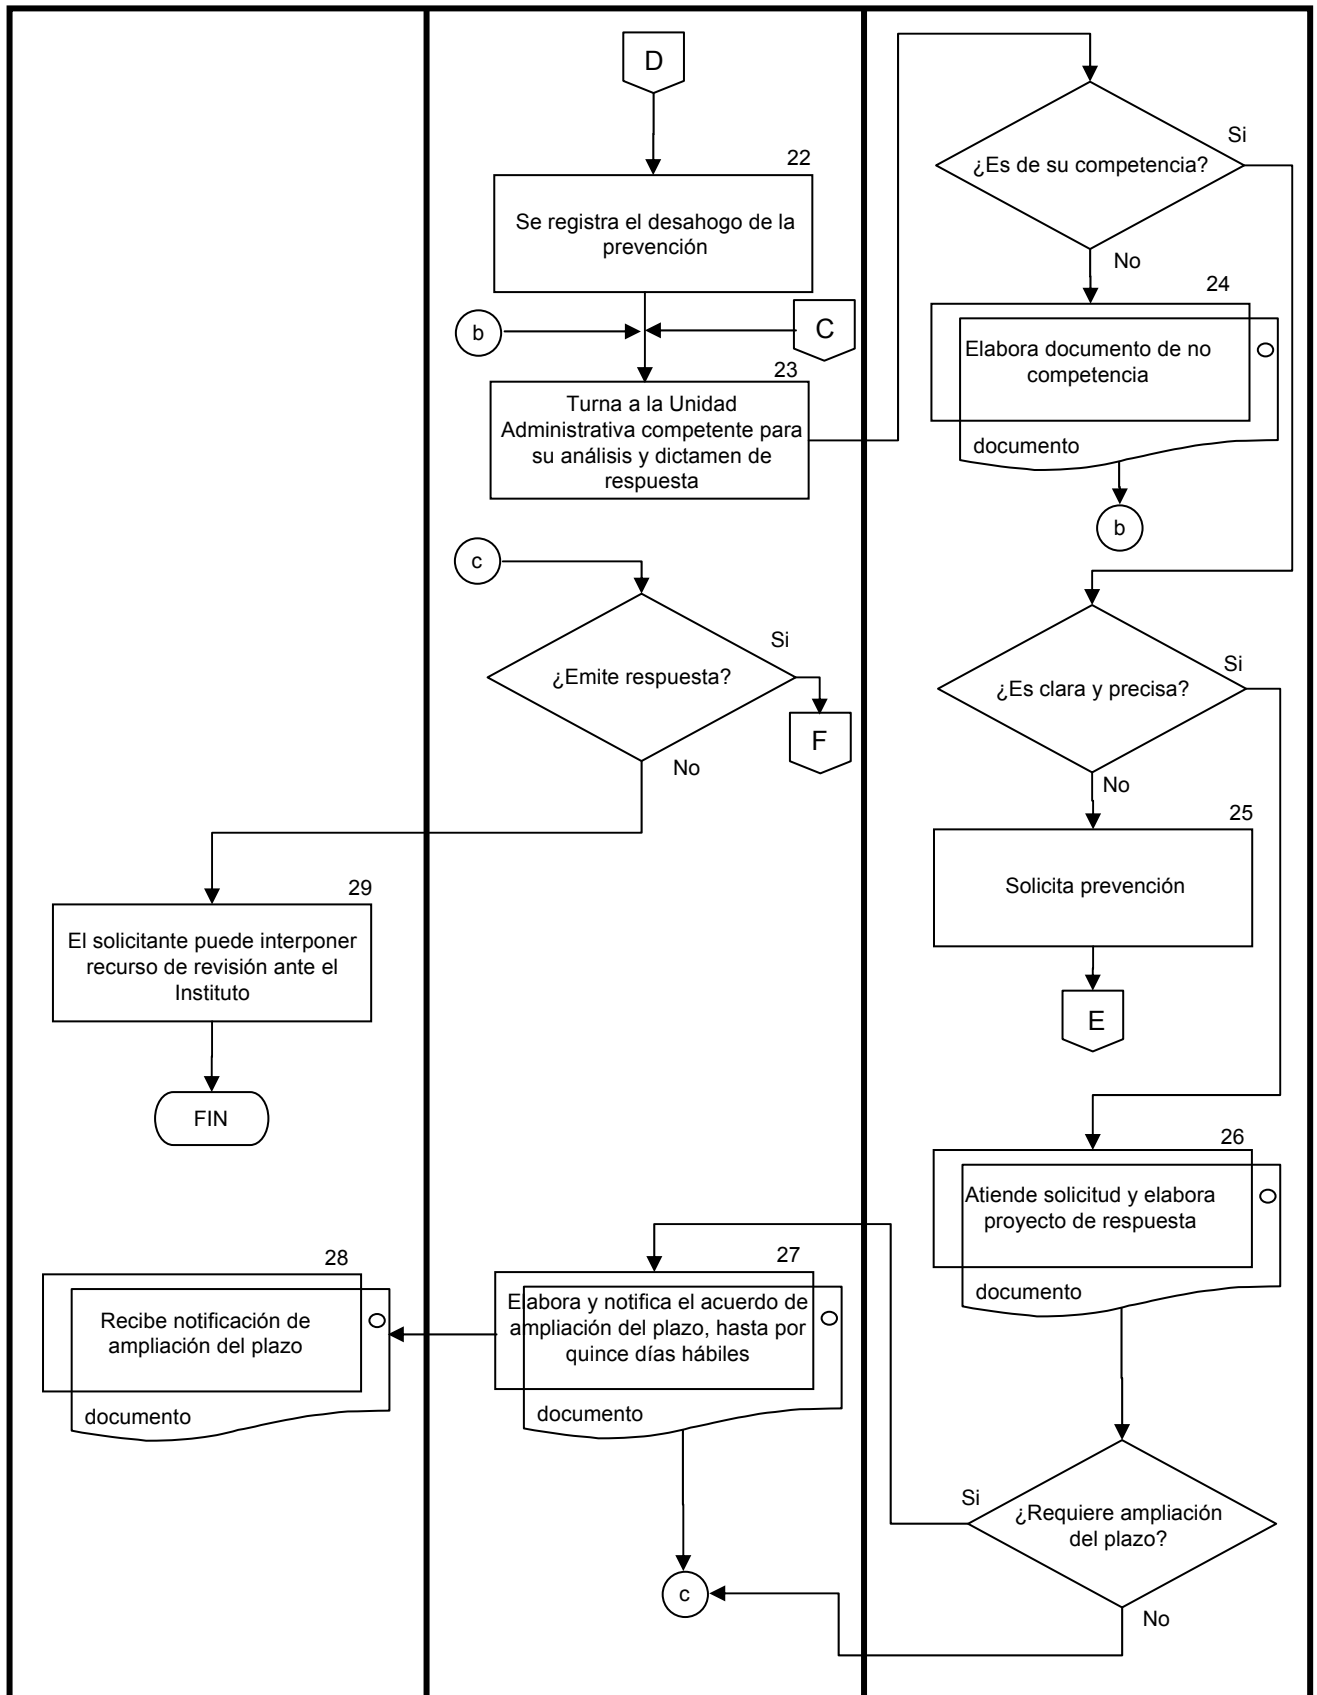 D
22
Se registra el desahogo de la
prevención
b
C
23
Turna a la Unidad
Administrativa competente para
su análisis y dictamen de
respuesta
¿Es de su competencia?
Si
No
24
Elabora documento de no
competencia
O
documento
b
c
¿Emite respuesta?
Si
F
No
¿Es clara y precisa?
Si
No
25
Solicita prevención
E
29
El solicitante puede interponer
recurso de revisión ante el
Instituto
FIN
26
Atiende solicitud y elabora
proyecto de respuesta
O
documento
28
Recibe notificación de
ampliación del plazo
O
documento
27
Elabora y notifica el acuerdo de
ampliación del plazo, hasta por
quince días hábiles
O
documento
Si
¿Requiere ampliación
del plazo?
No
c